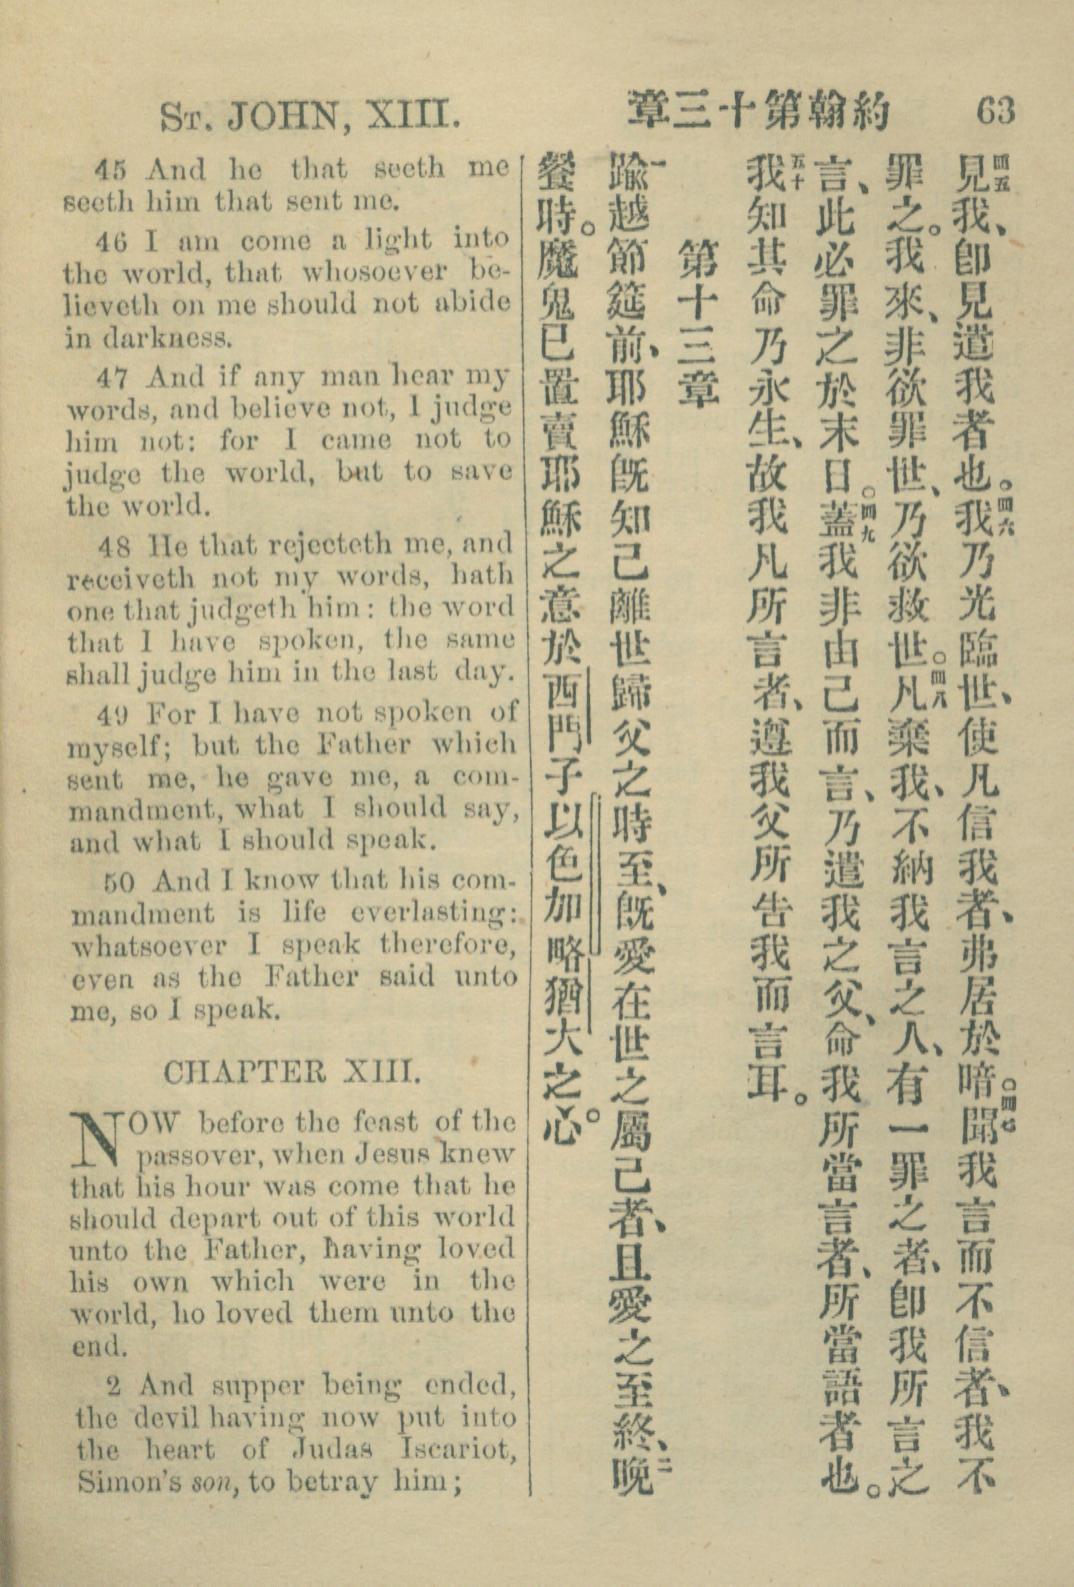 St. JOHN, XIII.
約翰第十三章
63
45 And he that seeth me
seeth him that sent me.
46 I am come a light into
the world, that whosoever be-
lieveth on me should not abide
in darkness.
47 And if any man hear my
words, and believe not, I judge
him not: for I came not to
judge the world, but to save
the world.
48 He that rejecteth me, and
receiveth not my words, hath
one that judgeth him: the word
that I have spoken, the same
shall judge him in the last day.
49 For I have not spoken of
myself; but the Father which
sent me, he gave me, a com-
mandment, what I should say,
and what I should speak.
50 And I know that his com-
mandment is life everlasting:
whatsoever I speak therefore,
even as the Father said unto
me, so I speak.
CHAPTER XIII.
NOW before the feast of the
passover, when Jesus knew
that his hour was come that he
should depart out of this world
unto the Father, having loved
his own which were in the
world, ho loved them unto the
end.
2 And supper being ended,
the devil having now put into
the heart of Judas Iscariot,
Simon's son, to betray him;
四五見我、卽見遣我者也。四六我乃光臨世、使凡信我者、弗居於暗。四七聞我言而不信者、我不
罪之。我來、非欲罪世、乃欲救世。四八凡棄我、不納我言之人、有一罪之者、卽我所言之
言、此必罪之於末日。四九蓋我非由己而言、乃遣我之父、命我所當言者、所當語者也。
五十我知其命乃永生、故我凡所言者、遵我父所告我而言耳。
第十三章
一踰越節筵前、耶穌旣知己離世歸父之時至、旣愛在世之屬己者、且愛之至終、二晚
餐時。魔鬼已置賣耶穌之意於西門子以色加略猶大之心。